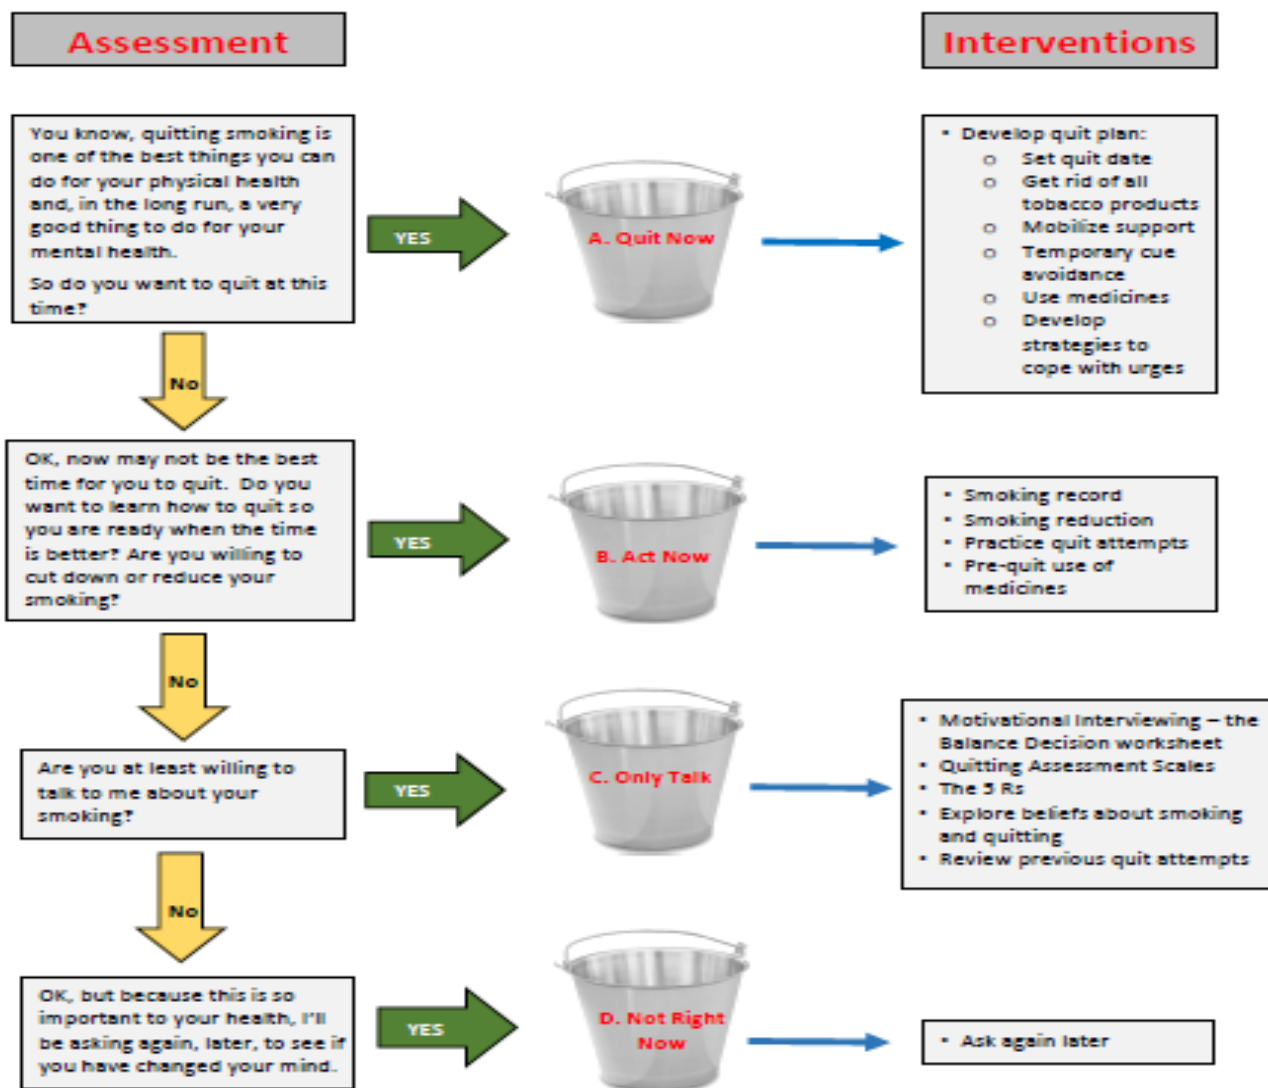 Assessment
Interventions
You know, quitting smoking is
one of the best things you can
do for your physical health
and, in the long run, a very
good thing to do for your
mental health.
So do you want to quit at this
time?
YES
A. Quit Now
• Develop quit plan:
o Set quit date
o Get rid of all
tobacco products
o Mobilize support
o Temporary cue
avoidance
o Use medicines
o Develop
strategies to
cope with urges
No
OK, now may not be the best
time for you to quit. Do you
want to learn how to quit so
you are ready when the time
is better? Are you willing to
cut down or reduce your
smoking?
YES
B. Act Now
• Smoking record
• Smoking reduction
• Practice quit attempts
• Pre-quit use of
medicines
No
Are you at least willing to
talk to me about your
smoking?
YES
C. Only Talk
• Motivational Interviewing – the
Balance Decision worksheet
• Quitting Assessment Scales
• The 5 Rs
• Explore beliefs about smoking
and quitting
• Review previous quit attempts
No
OK, but because this is so
important to your health, I'll
be asking again, later, to see if
you have changed your mind.
YES
D. Not Right
Now
• Ask again later